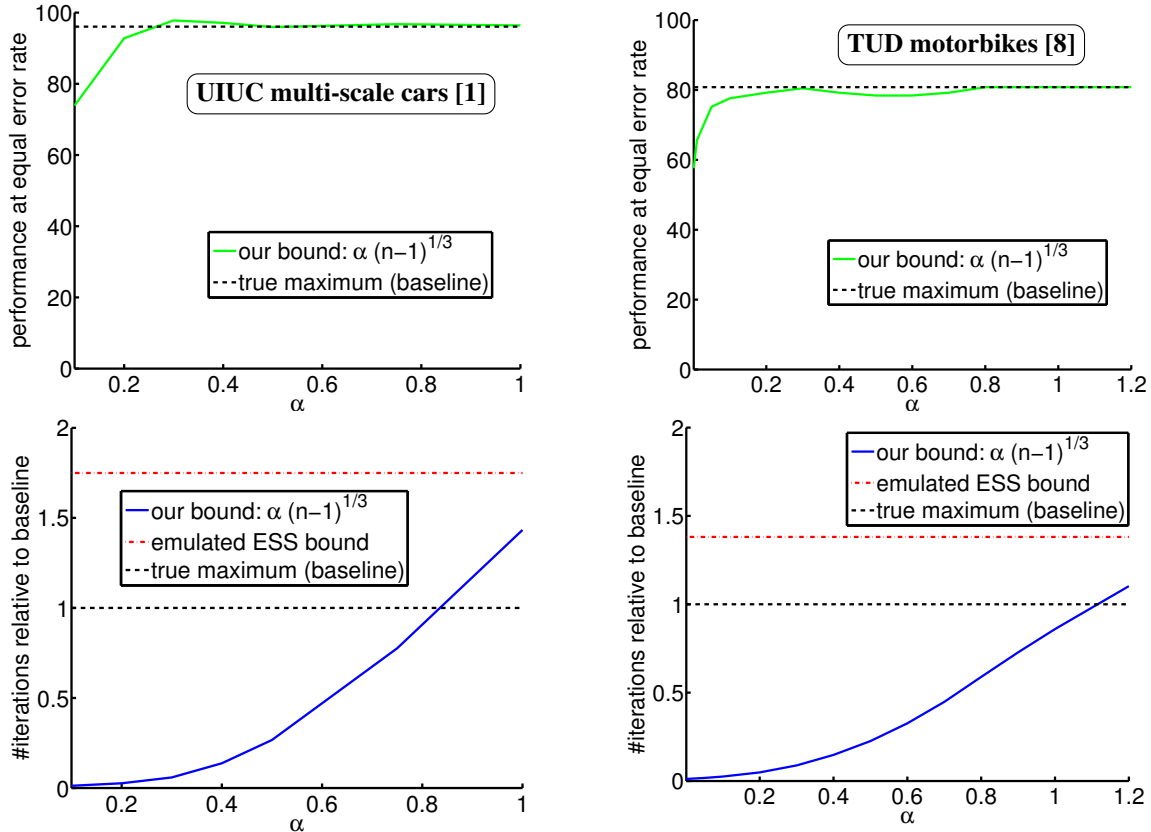 UIUC multi-scale cars [1]
performance at equal error rate
100
80
60
40
20
0
0.2
0.4
0.6
0.8
1
α
our bound: α (n−1)^1/3
true maximum (baseline)
TUD motorbikes [8]
performance at equal error rate
100
80
60
40
20
0
0.2
0.4
0.6
0.8
1
1.2
α
our bound: α (n−1)^1/3
true maximum (baseline)
#iterations relative to baseline
2
1.5
1
0.5
0
0.2
0.4
0.6
0.8
1
α
our bound: α (n−1)^1/3
emulated ESS bound
true maximum (baseline)
#iterations relative to baseline
2
1.5
1
0.5
0
0.2
0.4
0.6
0.8
1
1.2
α
our bound: α (n−1)^1/3
emulated ESS bound
true maximum (baseline)